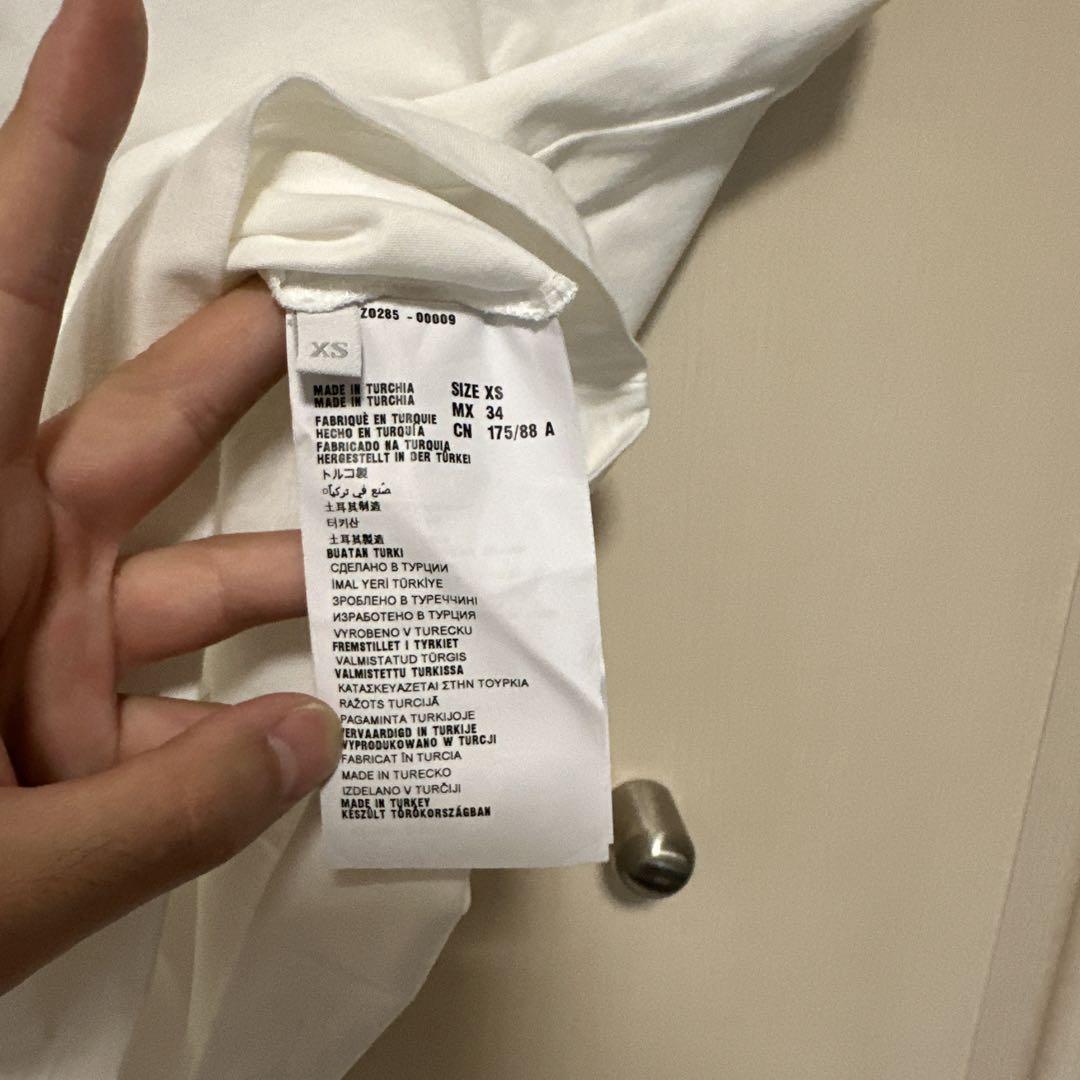 Z0285 -00009
XS
MADE IN TURCHIA
MADE IN TURCHIA
FABRIQUÈ EN TURQUIE
HECHO EN TURQUÍA
FABRICADO NA TURQUIA
HERGESTELLT IN DER TÜRKEI
SIZE XS
MX 34
CN 175/88 A
トルコ製
صنع في تركيا
土耳其制造
터키산
土耳其製造
BUATAN TURKI
СДЕЛАНО В ТУРЦИИ
İMAL YERİ TÜRKİYE
ЗРОБЛЕНО В ТУРЕЧЧИНІ
ИЗРАБОТЕНО В ТУРЦИЯ
VYROBENO V TURECKU
FREMSTILLET I TYRKIET
VALMISTATUD TÜRGIS
VALMISTETTU TURKISSA
ΚΑΤΑΣΚΕΥΑΖΕΤΑΙ ΣΤΗΝ ΤΟΥΡΚΙΑ
RAŽOTS TURCIJĀ
PAGAMINTA TURKIJOJE
VERVAARDIGD IN TURKIJE
WYPRODUKOWANO W TURCJI
FABRICAT ÎN TURCIA
MADE IN TURECKO
IZDELANO V TURČIJI
MADE IN TURKEY
KÉSZÜLT TÖRÖKORSZÁGBAN